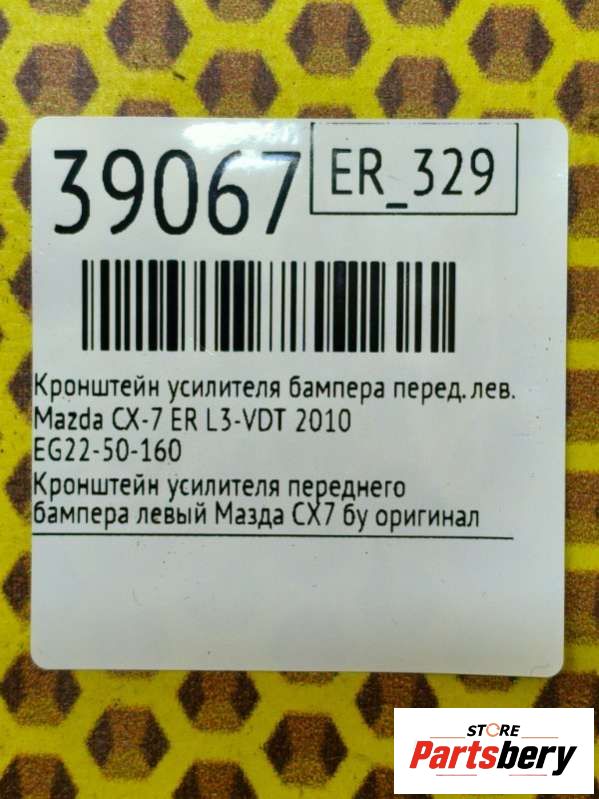 39067
ER_329
Кронштейн усилителя бампера перед. лев.
Mazda CX-7 ER L3-VDT 2010
EG22-50-160
Кронштейн усилителя переднего
бампера левый Мазда СХ7 бу оригинал
STORE
Partsbery